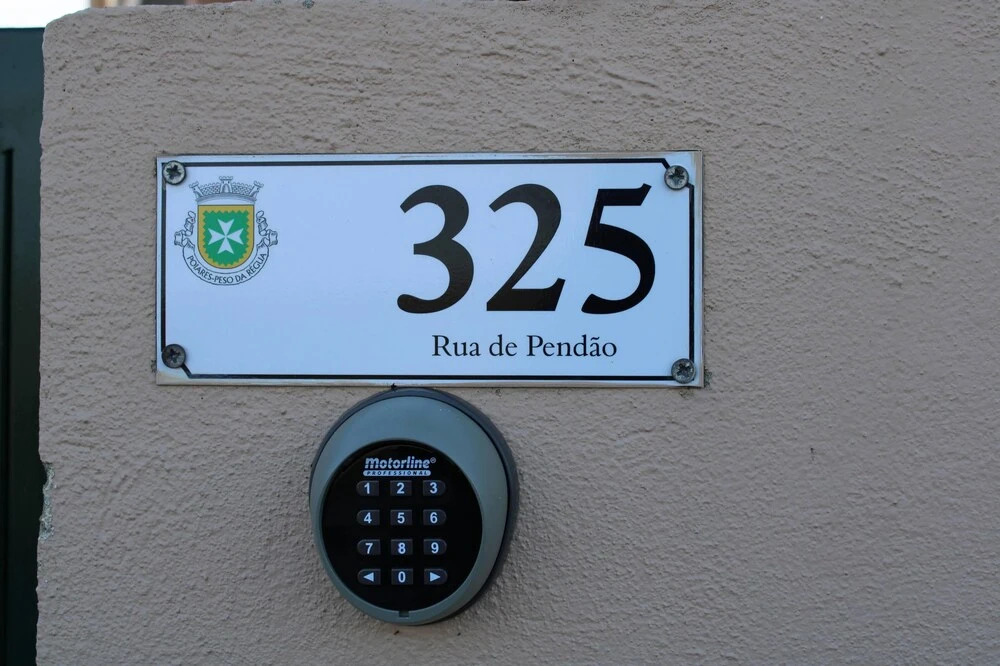 325
POIARES-PESO DA RÉGUA
Rua de Pendão
motorline®
PROFESSIONAL
1 2 3
4 5 6
7 8 9
◄ 0 ►